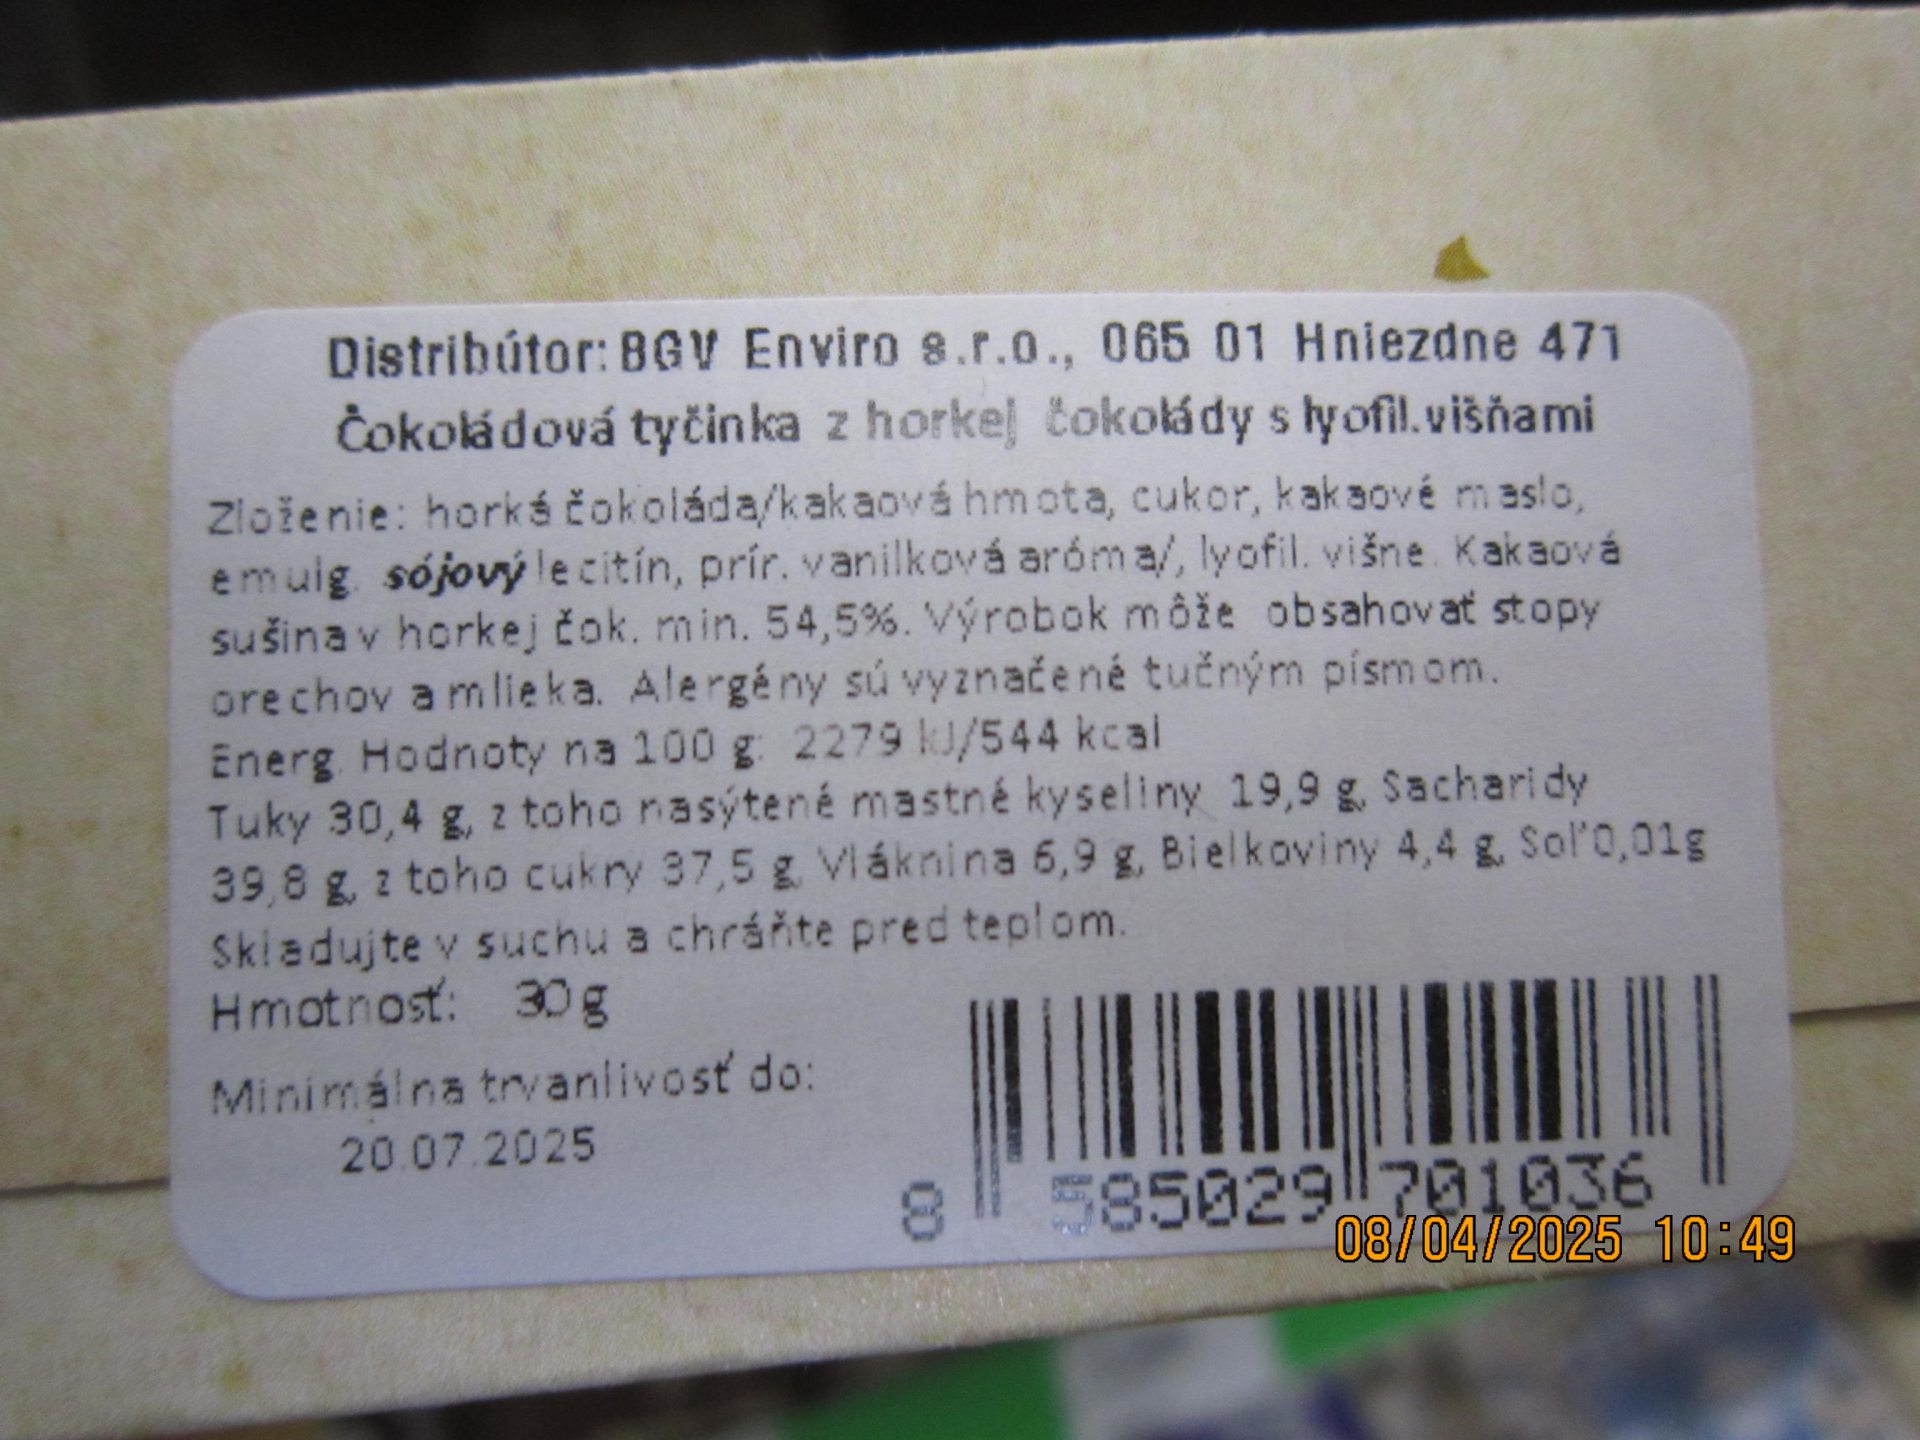 Distribútor: BGV Enviro s.r.o., 065 01 Hniezdne 471
Čokoládová tyčinka z horkej čokolády s lyofil.višňami
Zloženie: horká čokoláda/kakaová hmota, cukor, kakaové maslo,
emulg. sójový lecitín, prír. vanilková aróma/, lyofil. višne. Kakaová
sušina v horkej čok. min. 54,5%. Výrobok môže obsahovať stopy
orechov a mlieka. Alergény sú vyznačené tučným písmom.
Energ. Hodnoty na 100 g: 2279 kJ/544 kcal
Tuky 30,4 g, z toho nasýtené mastné kyseliny 19,9 g, Sacharidy
39,8 g, z toho cukry 37,5 g, Vláknina 6,9 g, Bielkoviny 4,4 g, Soľ 0,01g
Skladujte v suchu a chráňte pred teplom.
Hmotnosť: 30 g
Minimálna trvanlivosť do:
20.07.2025
8 585029 701036
08/04/2025 10:49